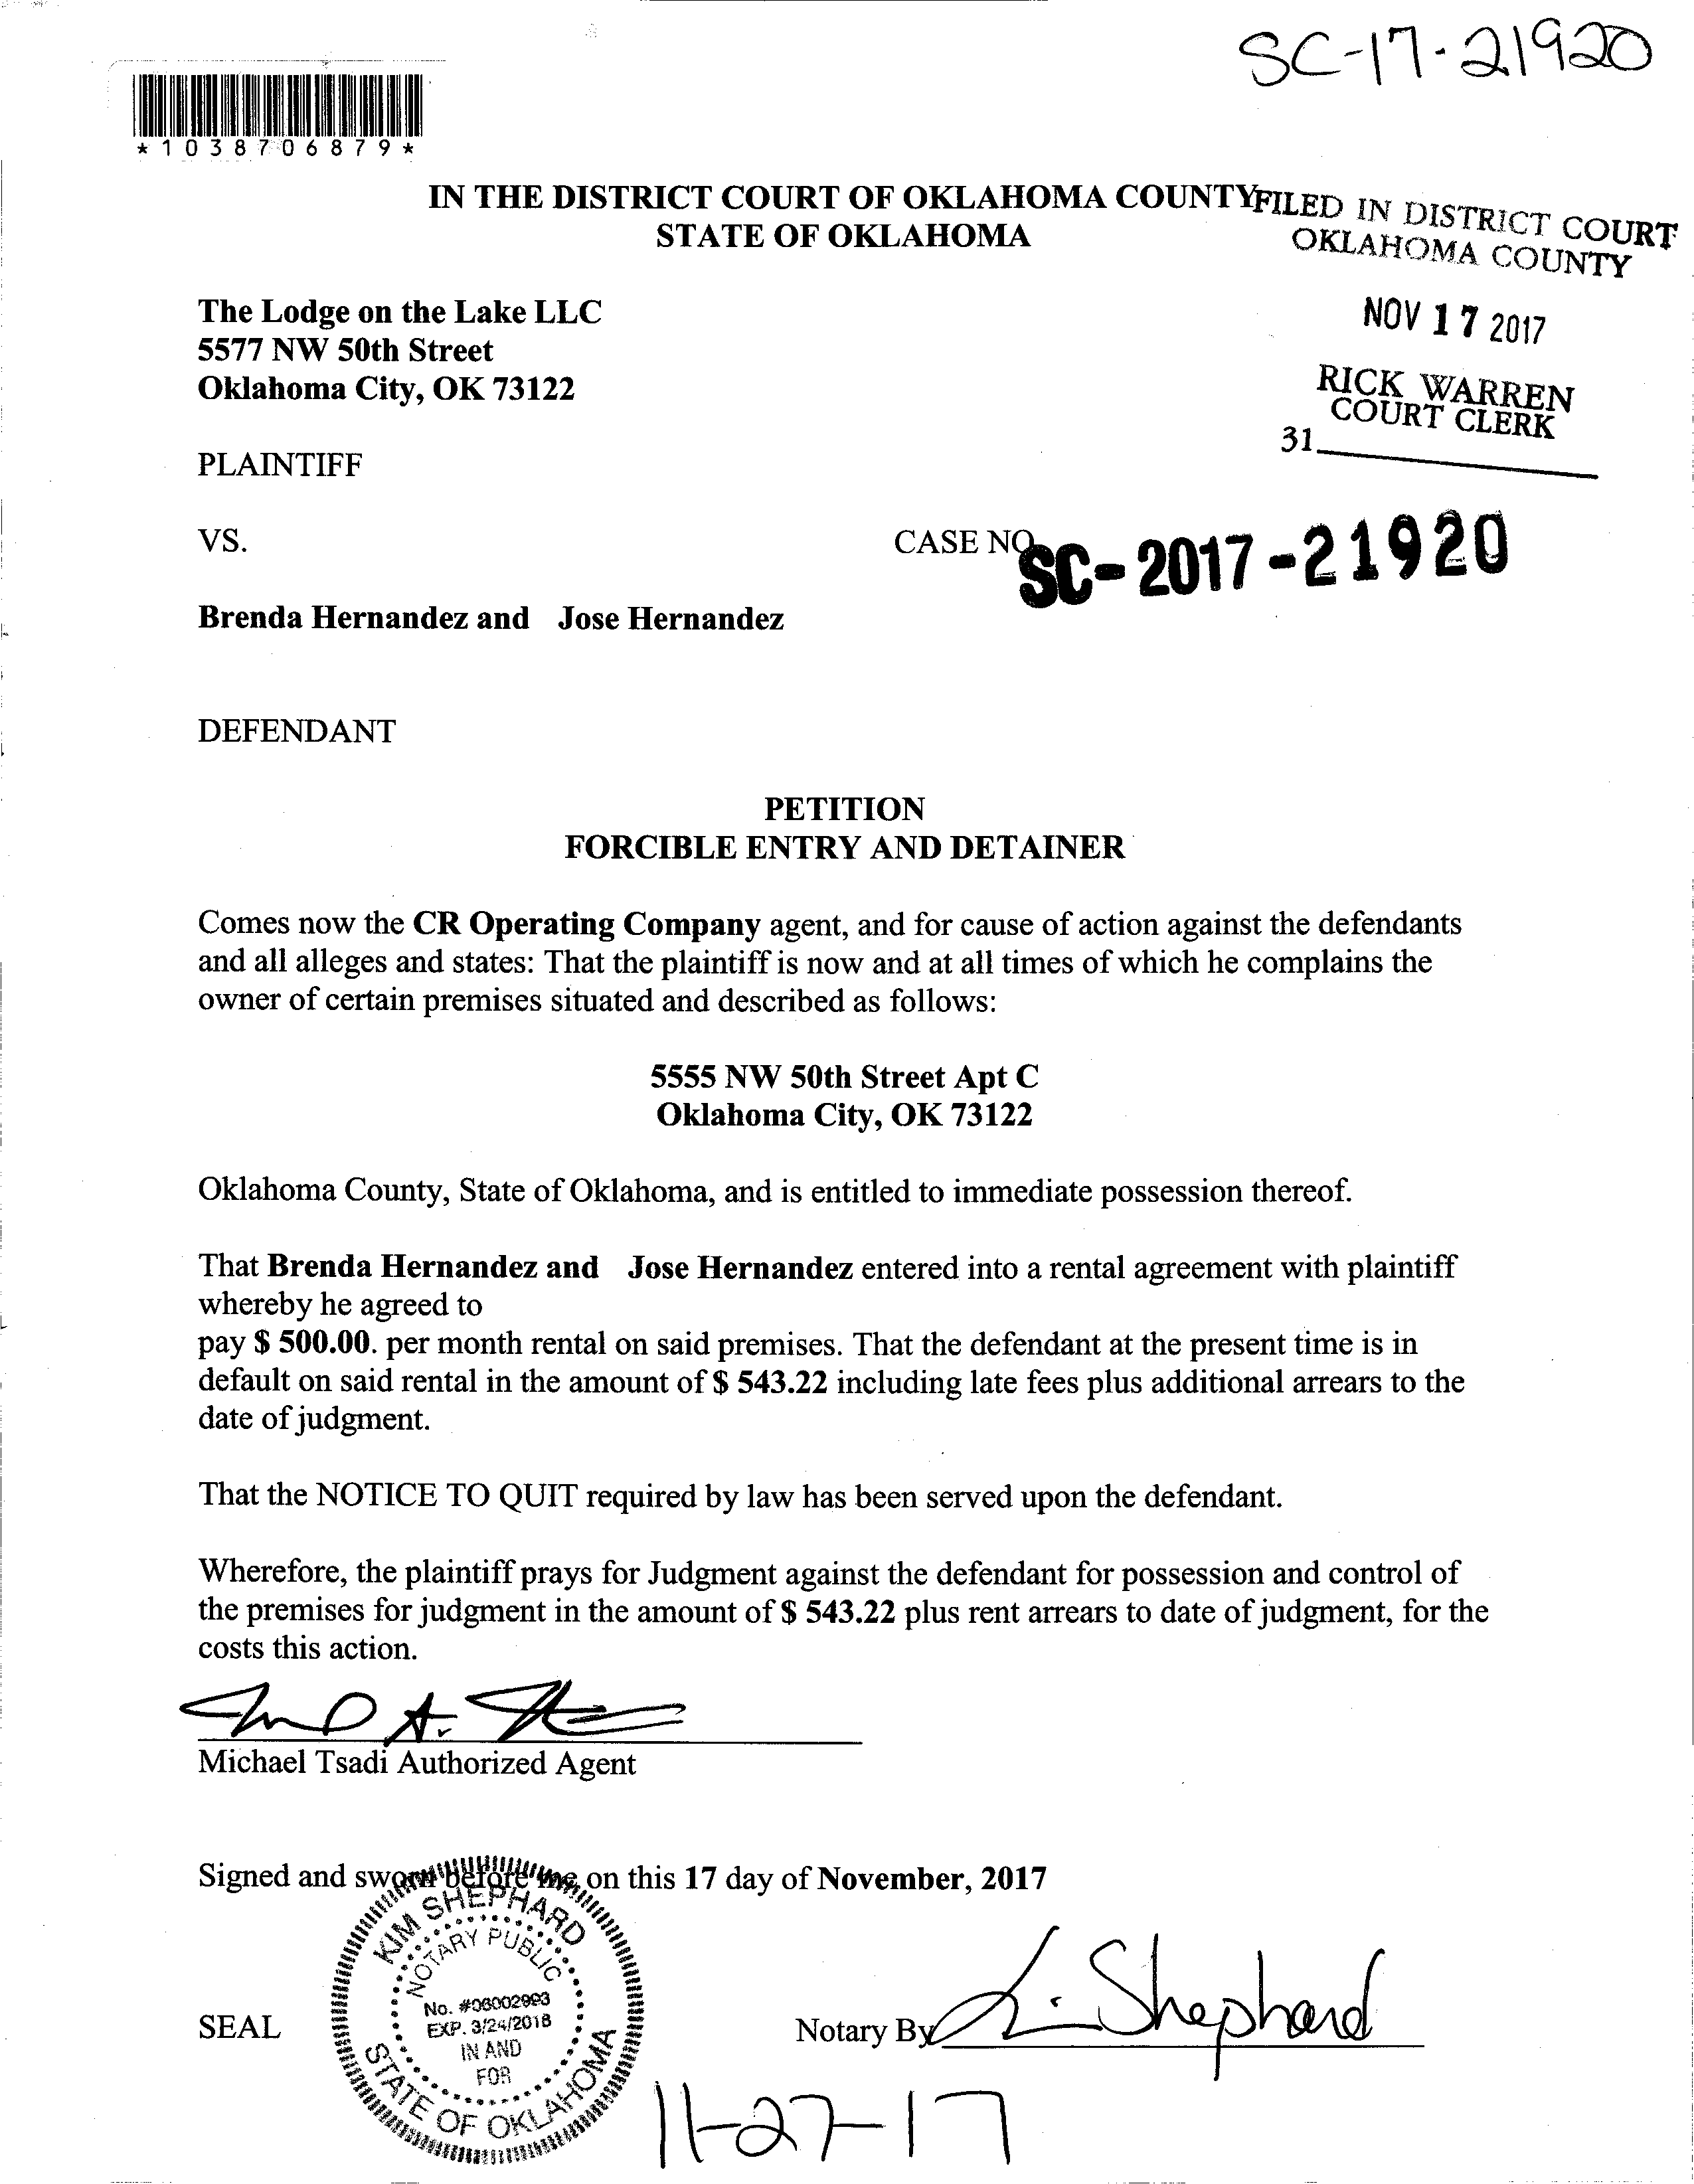 SC-17-21920
*1038706879*
IN THE DISTRICT COURT OF OKLAHOMA COUNTY
STATE OF OKLAHOMA
FILED IN DISTRICT COURT
OKLAHOMA COUNTY
NOV 17 2017
RICK WARREN
COURT CLERK
31
The Lodge on the Lake LLC
5577 NW 50th Street
Oklahoma City, OK 73122
PLAINTIFF
VS.
CASE NO. SC-2017-21920
Brenda Hernandez and Jose Hernandez
DEFENDANT
PETITION
FORCIBLE ENTRY AND DETAINER
Comes now the CR Operating Company agent, and for cause of action against the defendants
and all alleges and states: That the plaintiff is now and at all times of which he complains the
owner of certain premises situated and described as follows:
5555 NW 50th Street Apt C
Oklahoma City, OK 73122
Oklahoma County, State of Oklahoma, and is entitled to immediate possession thereof.
That Brenda Hernandez and Jose Hernandez entered into a rental agreement with plaintiff
whereby he agreed to
pay $ 500.00. per month rental on said premises. That the defendant at the present time is in
default on said rental in the amount of $ 543.22 including late fees plus additional arrears to the
date of judgment.
That the NOTICE TO QUIT required by law has been served upon the defendant.
Wherefore, the plaintiff prays for Judgment against the defendant for possession and control of
the premises for judgment in the amount of $ 543.22 plus rent arrears to date of judgment, for the
costs this action.
Michael Tsadi Authorized Agent
Signed and sworn before me on this 17 day of November, 2017
KIM SHEPHARD
NOTARY PUBLIC
No. #06002993
EXP. 3/24/2018
IN AND
FOR
STATE OF OKLAHOMA
SEAL
Notary By K. Shephard
11-27-17